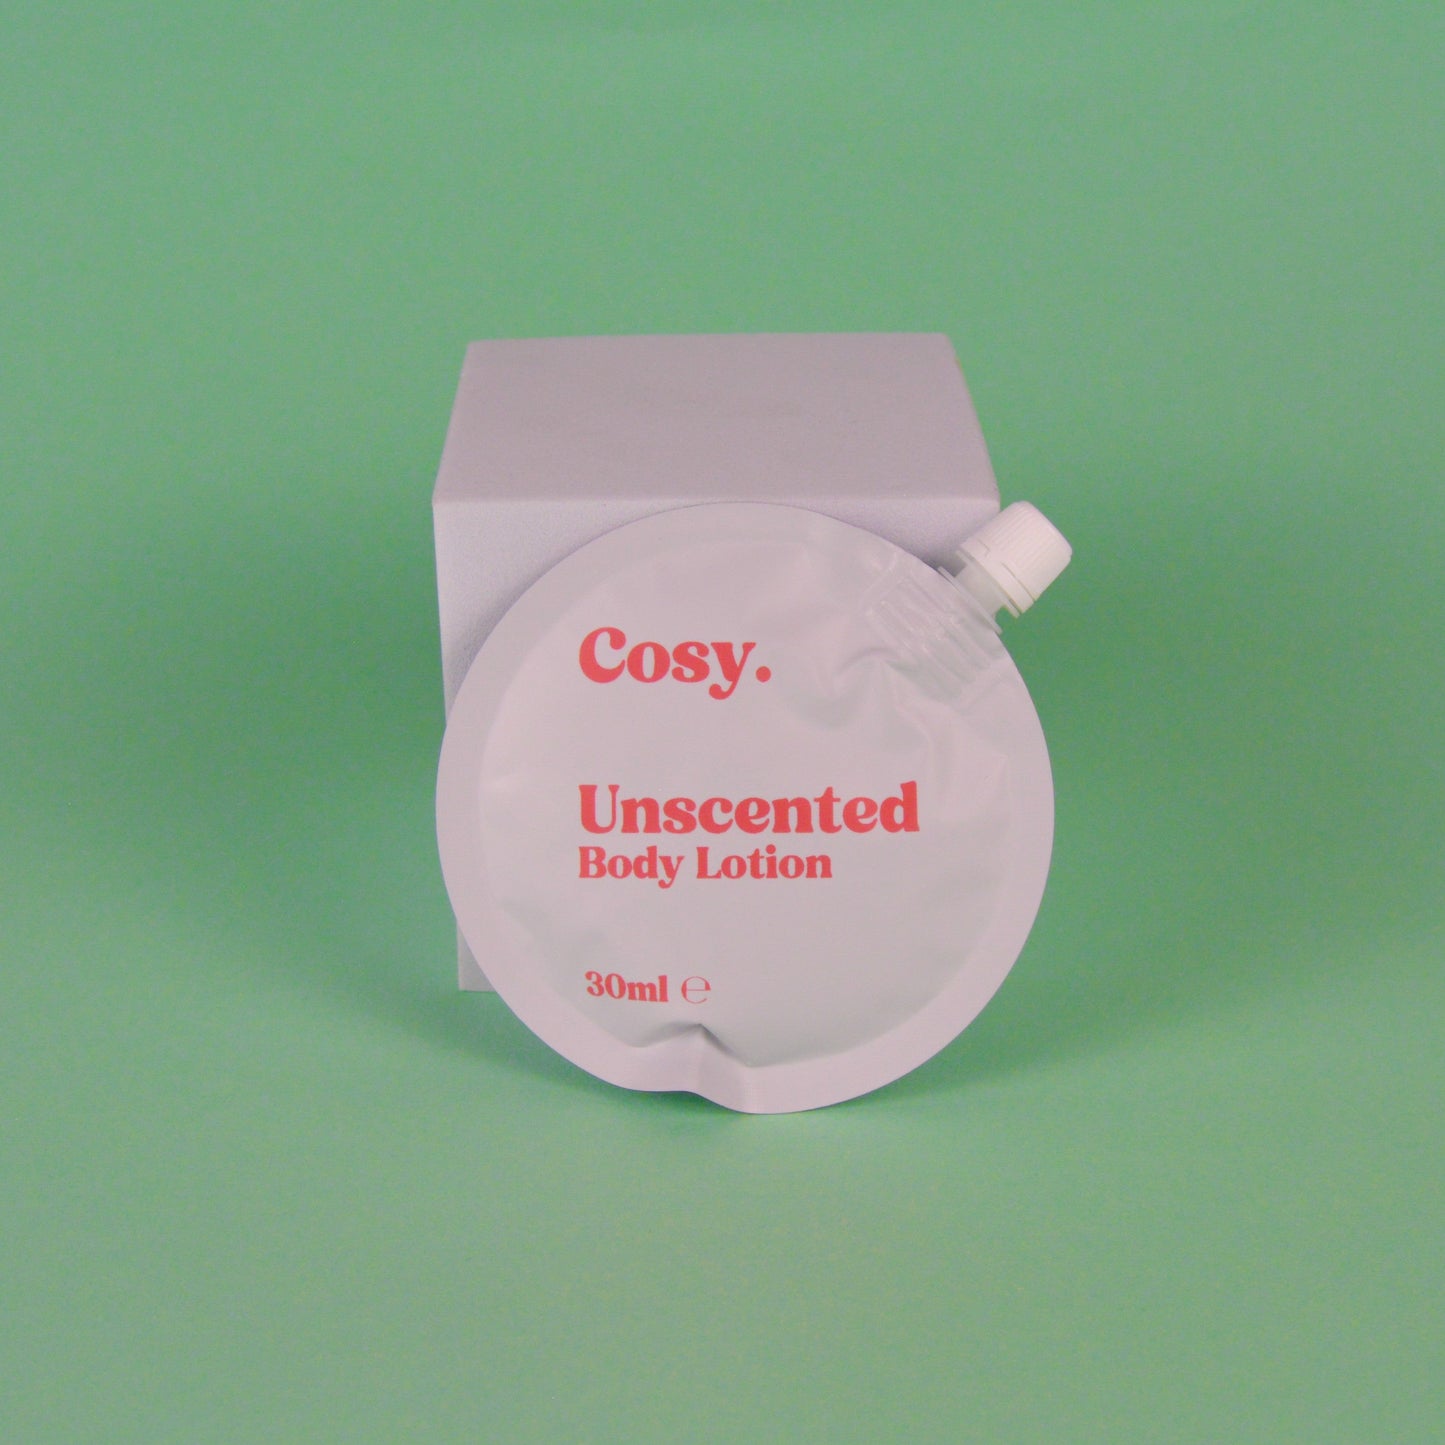 Cosy.
Unscented
Body Lotion
30ml ℮